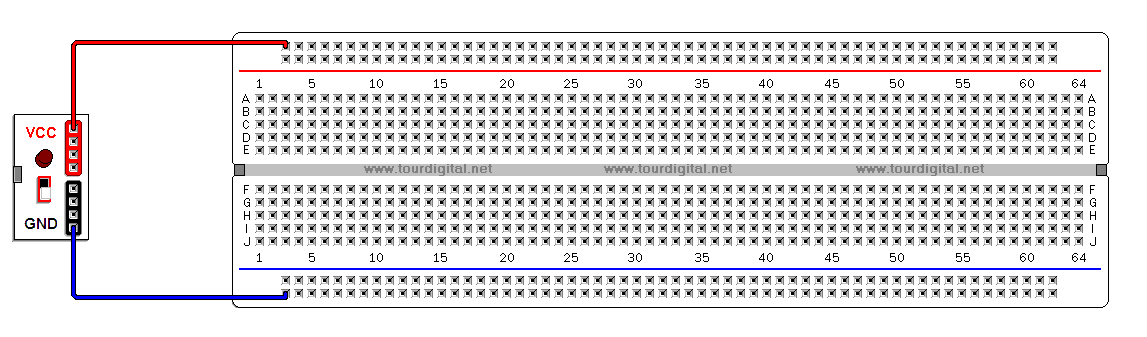 1 5 10 15 20 25 30 35 40 45 50 55 60 64
A A
B B
VCC C C
D D
E E
www.tourdigital.net www.tourdigital.net www.tourdigital.net
F F
G G
H H
GND I I
J J
1 5 10 15 20 25 30 35 40 45 50 55 60 64